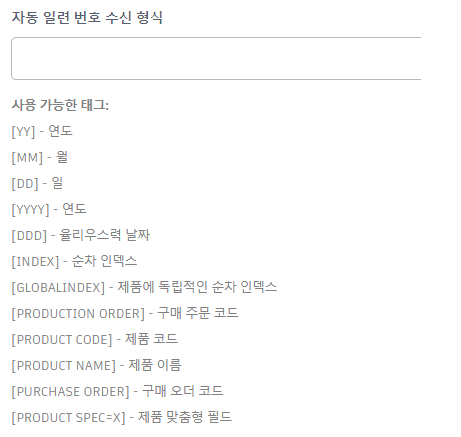 자동 일련 번호 수신 형식
사용 가능한 태그:
[YY] - 연도
[MM] - 월
[DD] - 일
[YYYY] - 연도
[DDD] - 율리우스력 날짜
[INDEX] - 순차 인덱스
[GLOBALINDEX] - 제품에 독립적인 순차 인덱스
[PRODUCTION ORDER] - 구매 주문 코드
[PRODUCT CODE] - 제품 코드
[PRODUCT NAME] - 제품 이름
[PURCHASE ORDER] - 구매 오더 코드
[PRODUCT SPEC=X] - 제품 맞춤형 필드